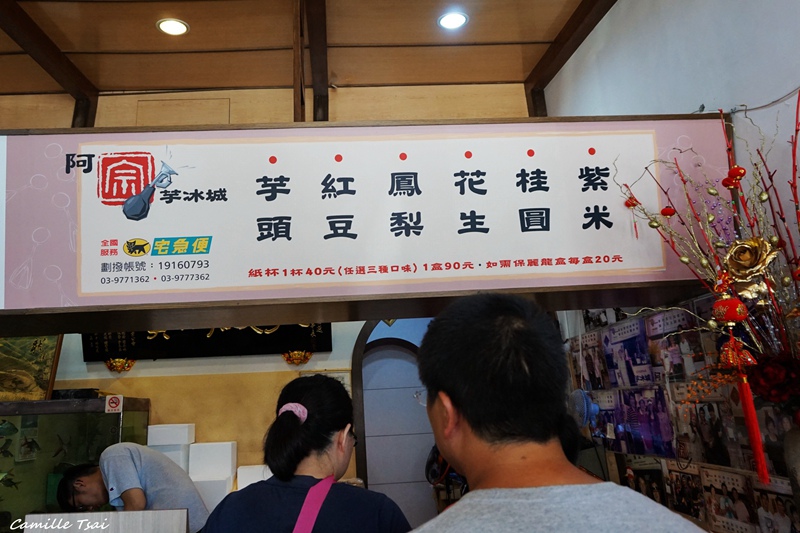 阿宗芋冰城
芋頭 紅豆 鳳梨 花生 桂圓 紫米
全國服務 宅急便
劃撥帳號：19160793
03-9771362・03-9777362
紙杯1杯40元(任選三種口味)1盒90元・如需保麗龍盒每盒20元
Camille Tsai